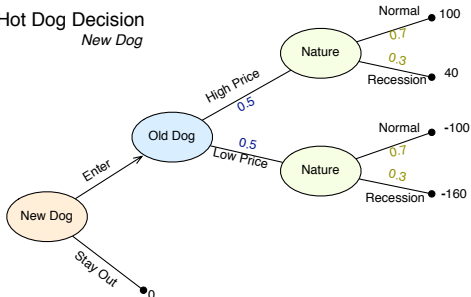 Hot Dog Decision
New Dog
Normal
100
0.7
Nature
0.3
40
Recession
High Price
0.5
Old Dog
0.5
Low Price
Normal
-100
0.7
Nature
0.3
-160
Recession
Enter
New Dog
Stay Out
0